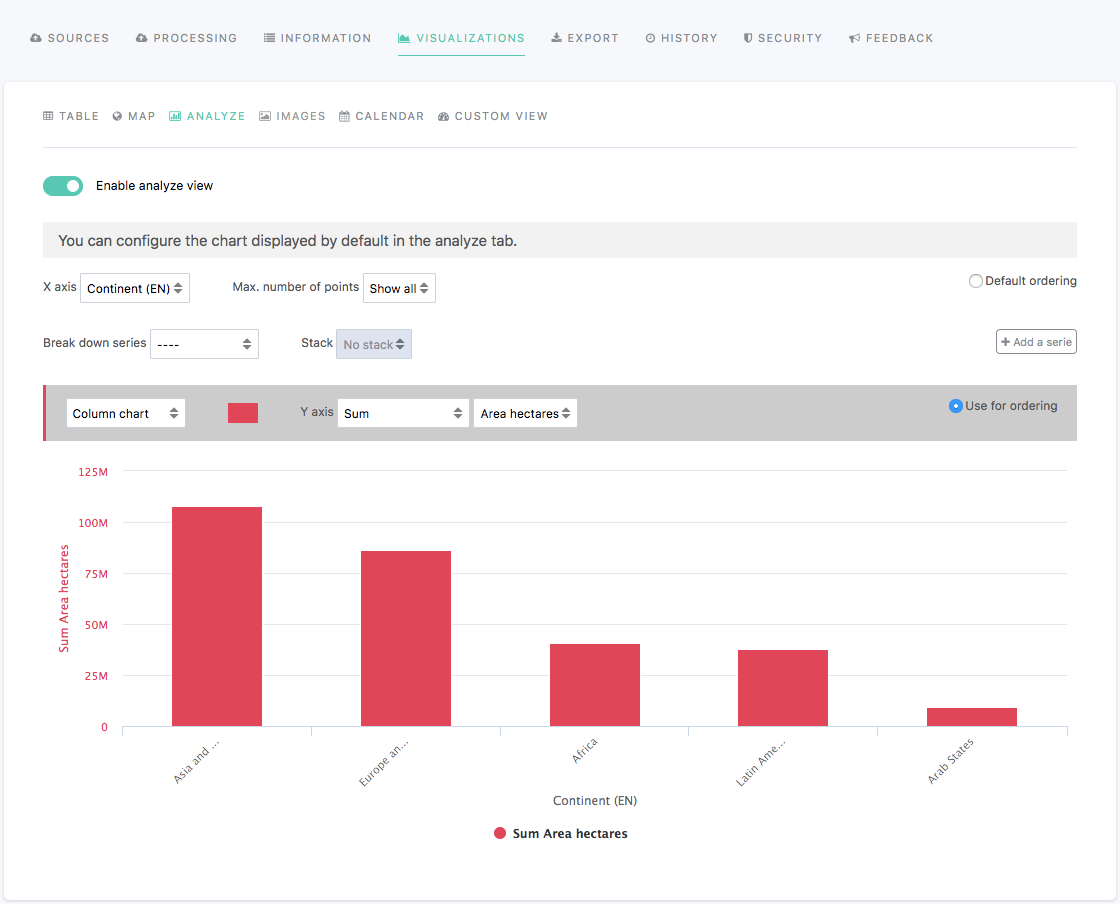 SOURCES PROCESSING INFORMATION VISUALIZATIONS EXPORT HISTORY SECURITY FEEDBACK
TABLE MAP ANALYZE IMAGES CALENDAR CUSTOM VIEW
Enable analyze view
You can configure the chart displayed by default in the analyze tab.
X axis Continent (EN) Max. number of points Show all Default ordering
Break down series ---- Stack No stack + Add a serie
Column chart Y axis Sum Area hectares Use for ordering
125M
100M
75M
50M
25M
0
Sum Area hectares
Asia and ...
Europe an...
Africa
Latin Ame...
Arab States
Continent (EN)
Sum Area hectares